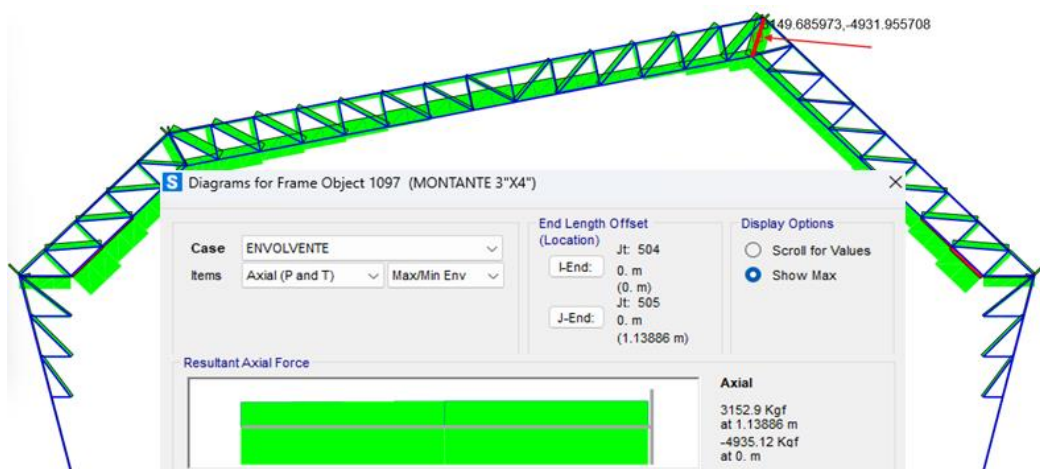 149.685973,-4931.955708
S Diagrams for Frame Object 1097 (MONTANTE 3"X4")
Case ENVOLVENTE
Items Axial (P and T) Max/Min Env
End Length Offset
(Location)
I-End:
Jt: 504
0. m
(0. m)
J-End:
Jt: 505
0. m
(1.13886 m)
Display Options
Scroll for Values
Show Max
Resultant Axial Force
Axial
3152.9 Kgf
at 1.13886 m
-4935.12 Kgf
at 0. m